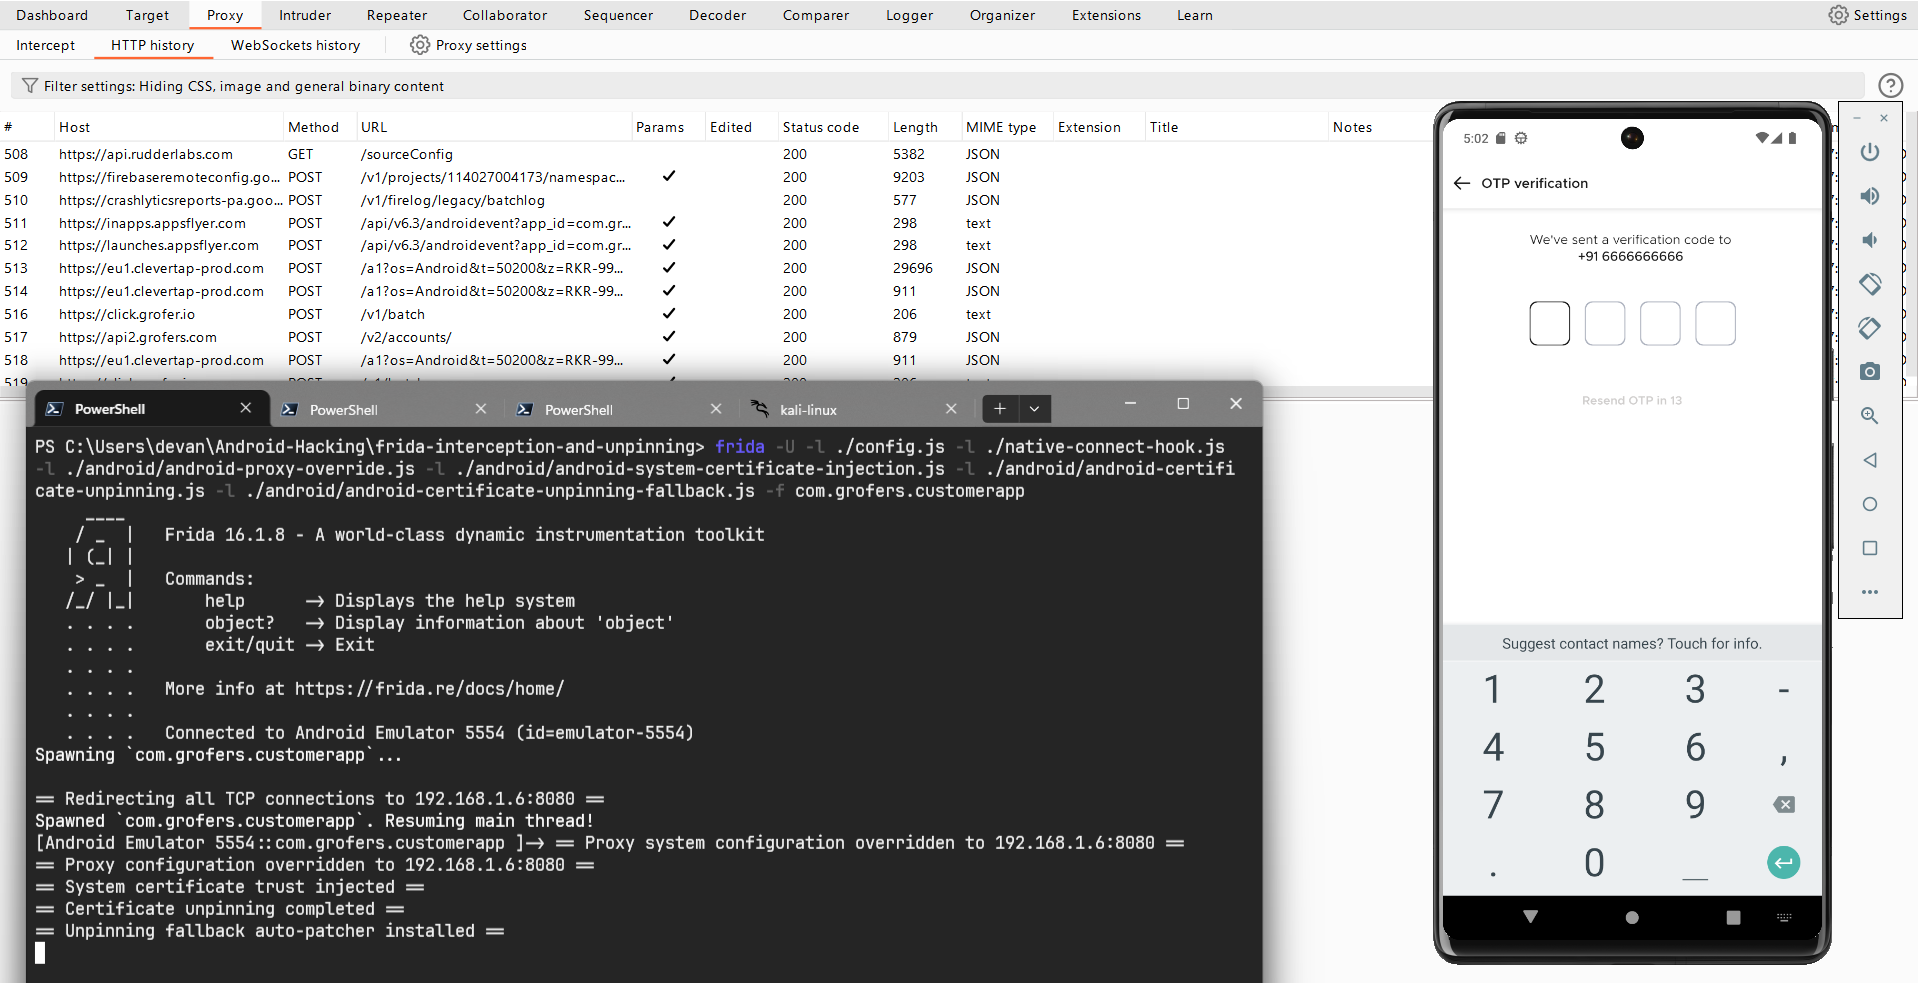 Dashboard Target Proxy Intruder Repeater Collaborator Sequencer Decoder Comparer Logger Organizer Extensions Learn Settings
Intercept HTTP history WebSockets history Proxy settings
Filter settings: Hiding CSS, image and general binary content
# Host Method URL Params Edited Status code Length MIME type Extension Title Notes
508 https://api.rudderlabs.com GET /sourceConfig 200 5382 JSON
509 https://firebaseremoteconfig.go... POST /v1/projects/114027004173/namespac... ✓ 200 9203 JSON
510 https://crashlyticsreports-pa.goo... POST /v1/firelog/legacy/batchlog 200 577 JSON
511 https://inapps.appsflyer.com POST /api/v6.3/androidevent?app_id=com.gr... ✓ 200 298 text
512 https://launches.appsflyer.com POST /api/v6.3/androidevent?app_id=com.gr... ✓ 200 298 text
513 https://eu1.clevertap-prod.com POST /a1?os=Android&t=50200&z=RKR-99... ✓ 200 29696 JSON
514 https://eu1.clevertap-prod.com POST /a1?os=Android&t=50200&z=RKR-99... ✓ 200 911 JSON
516 https://click.grofer.io POST /v1/batch ✓ 200 206 text
517 https://api2.grofers.com POST /v2/accounts/ ✓ 200 879 JSON
518 https://eu1.clevertap-prod.com POST /a1?os=Android&t=50200&z=RKR-99... ✓ 200 911 JSON
519
PowerShell PowerShell PowerShell kali-linux
PS C:\Users\devan\Android-Hacking\frida-interception-and-unpinning> frida -U -l ./config.js -l ./native-connect-hook.js
-l ./android/android-proxy-override.js -l ./android/android-system-certificate-injection.js -l ./android/android-certifi
cate-unpinning.js -l ./android/android-certificate-unpinning-fallback.js -f com.grofers.customerapp
     ____
    / _  |   Frida 16.1.8 - A world-class dynamic instrumentation toolkit
   | (_| |
    > _  |   Commands:
   /_/ |_|       help      -> Displays the help system
   . . . .       object?   -> Display information about 'object'
   . . . .       exit/quit -> Exit
   . . . .
   . . . .   More info at https://frida.re/docs/home/
   . . . .
   . . . .   Connected to Android Emulator 5554 (id=emulator-5554)
Spawning `com.grofers.customerapp`...
== Redirecting all TCP connections to 192.168.1.6:8080 ==
Spawned `com.grofers.customerapp`. Resuming main thread!
[Android Emulator 5554::com.grofers.customerapp ]-> == Proxy system configuration overridden to 192.168.1.6:8080 ==
== Proxy configuration overridden to 192.168.1.6:8080 ==
== System certificate trust injected ==
== Certificate unpinning completed ==
== Unpinning fallback auto-patcher installed ==
5:02
OTP verification
We've sent a verification code to
+91 6666666666
Resend OTP in 13
Suggest contact names? Touch for info.
1 2 3 -
4 5 6 ,
7 8 9
. 0 _